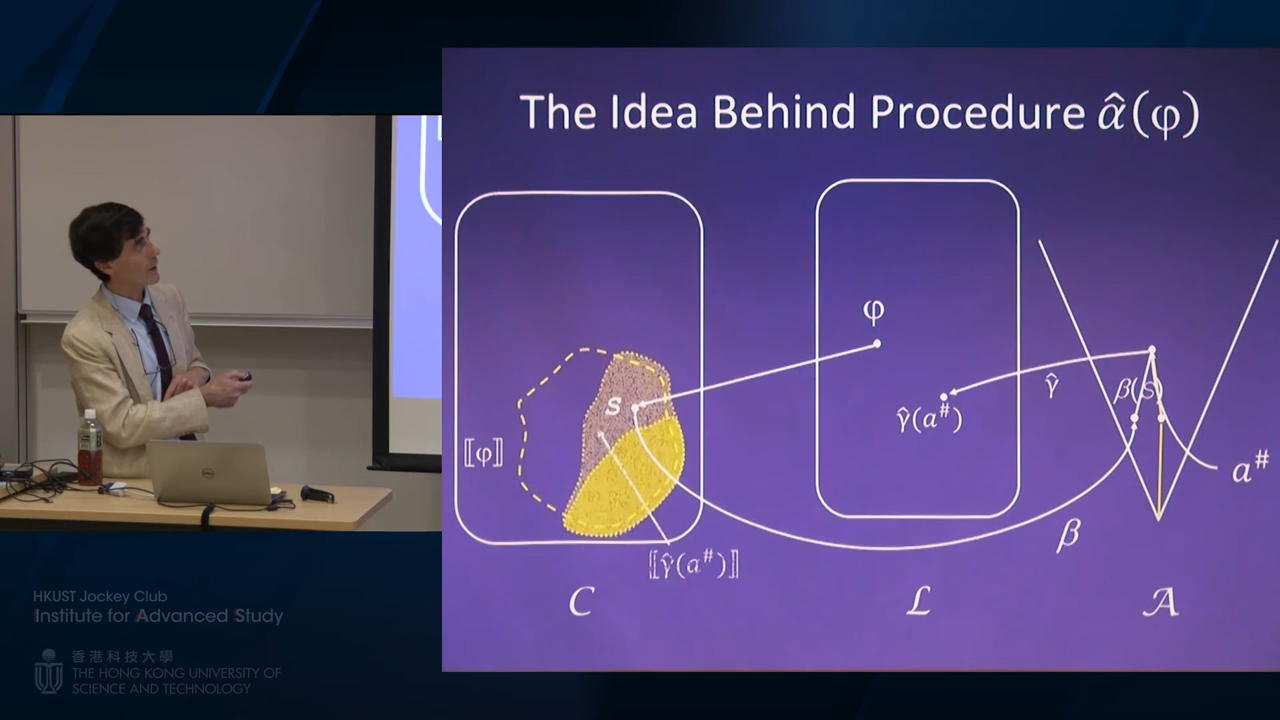 The Idea Behind Procedure α̂(φ)
φ
S
γ̂
β(S)
γ̂(a#)
⟦φ⟧
a#
β
⟦γ̂(a#)⟧
C
ℒ
𝒜
HKUST Jockey Club
Institute for Advanced Study
香港科技大學
THE HONG KONG UNIVERSITY OF
SCIENCE AND TECHNOLOGY